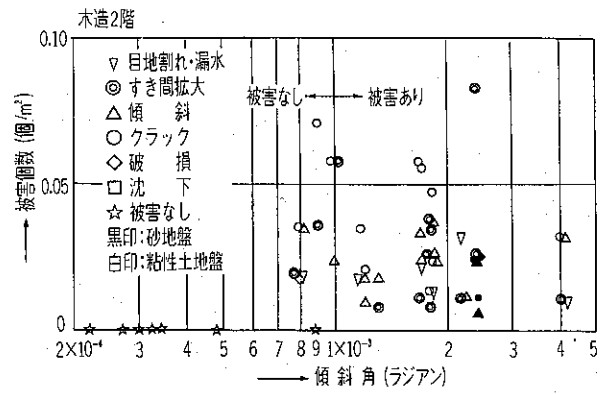 木造2階
0.10
0.05
0
被害個数(個/m²)
▽ 目地割れ・漏水
◎ すき間拡大
△ 傾 斜
○ クラック
◇ 破 損
□ 沈 下
☆ 被害なし
黒印:砂地盤
白印:粘性土地盤
被害なし
被害あり
2×10⁻⁴ 3 4 5 6 7 8 9 1×10⁻³ 2 3 4 5
傾斜角(ラジアン)